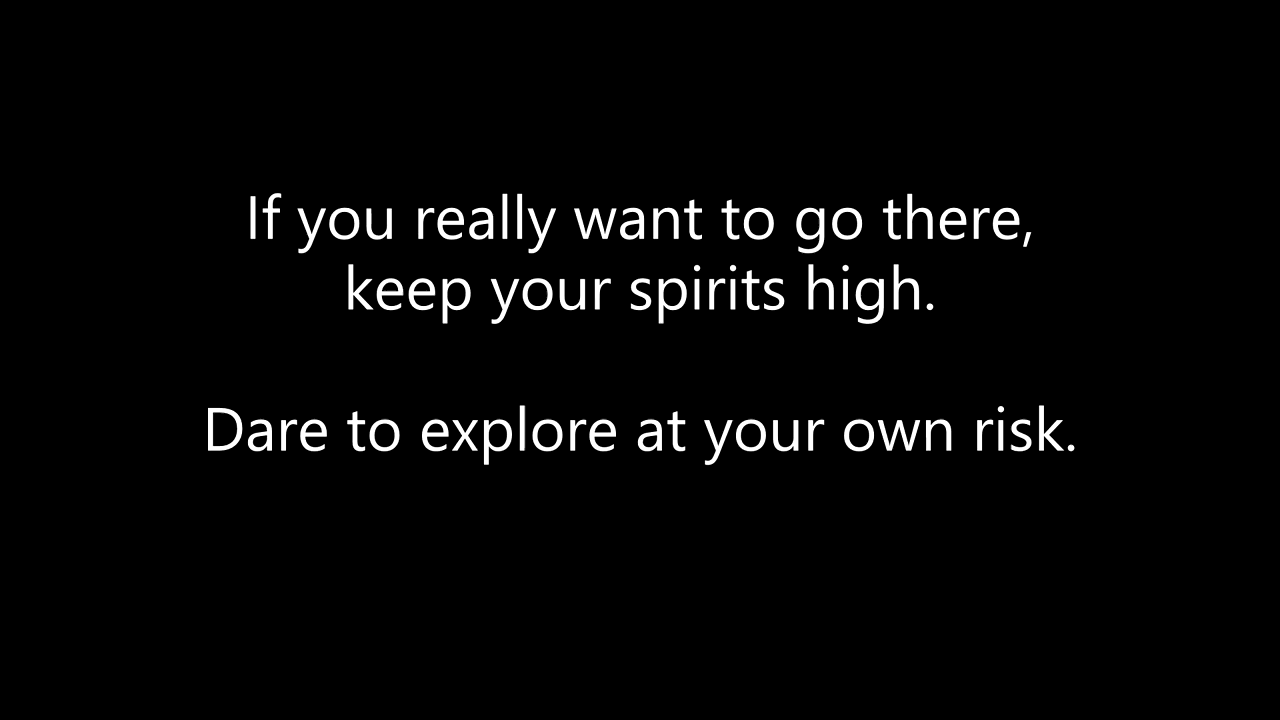 If you really want to go there,
keep your spirits high.
Dare to explore at your own risk.